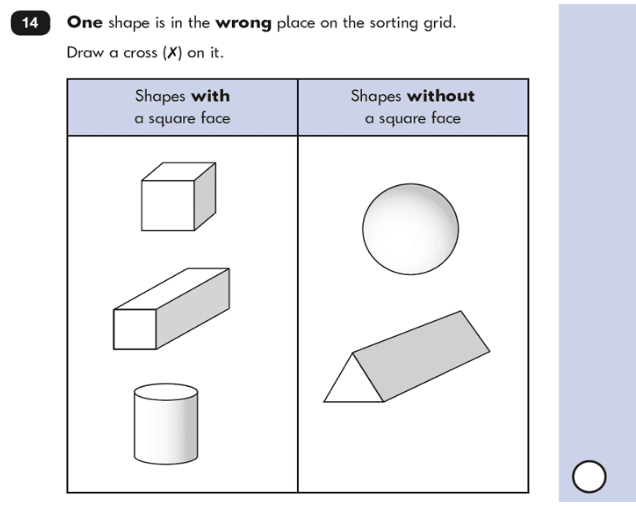 14 One shape is in the wrong place on the sorting grid.
Draw a cross (✗) on it.
Shapes with
a square face
Shapes without
a square face